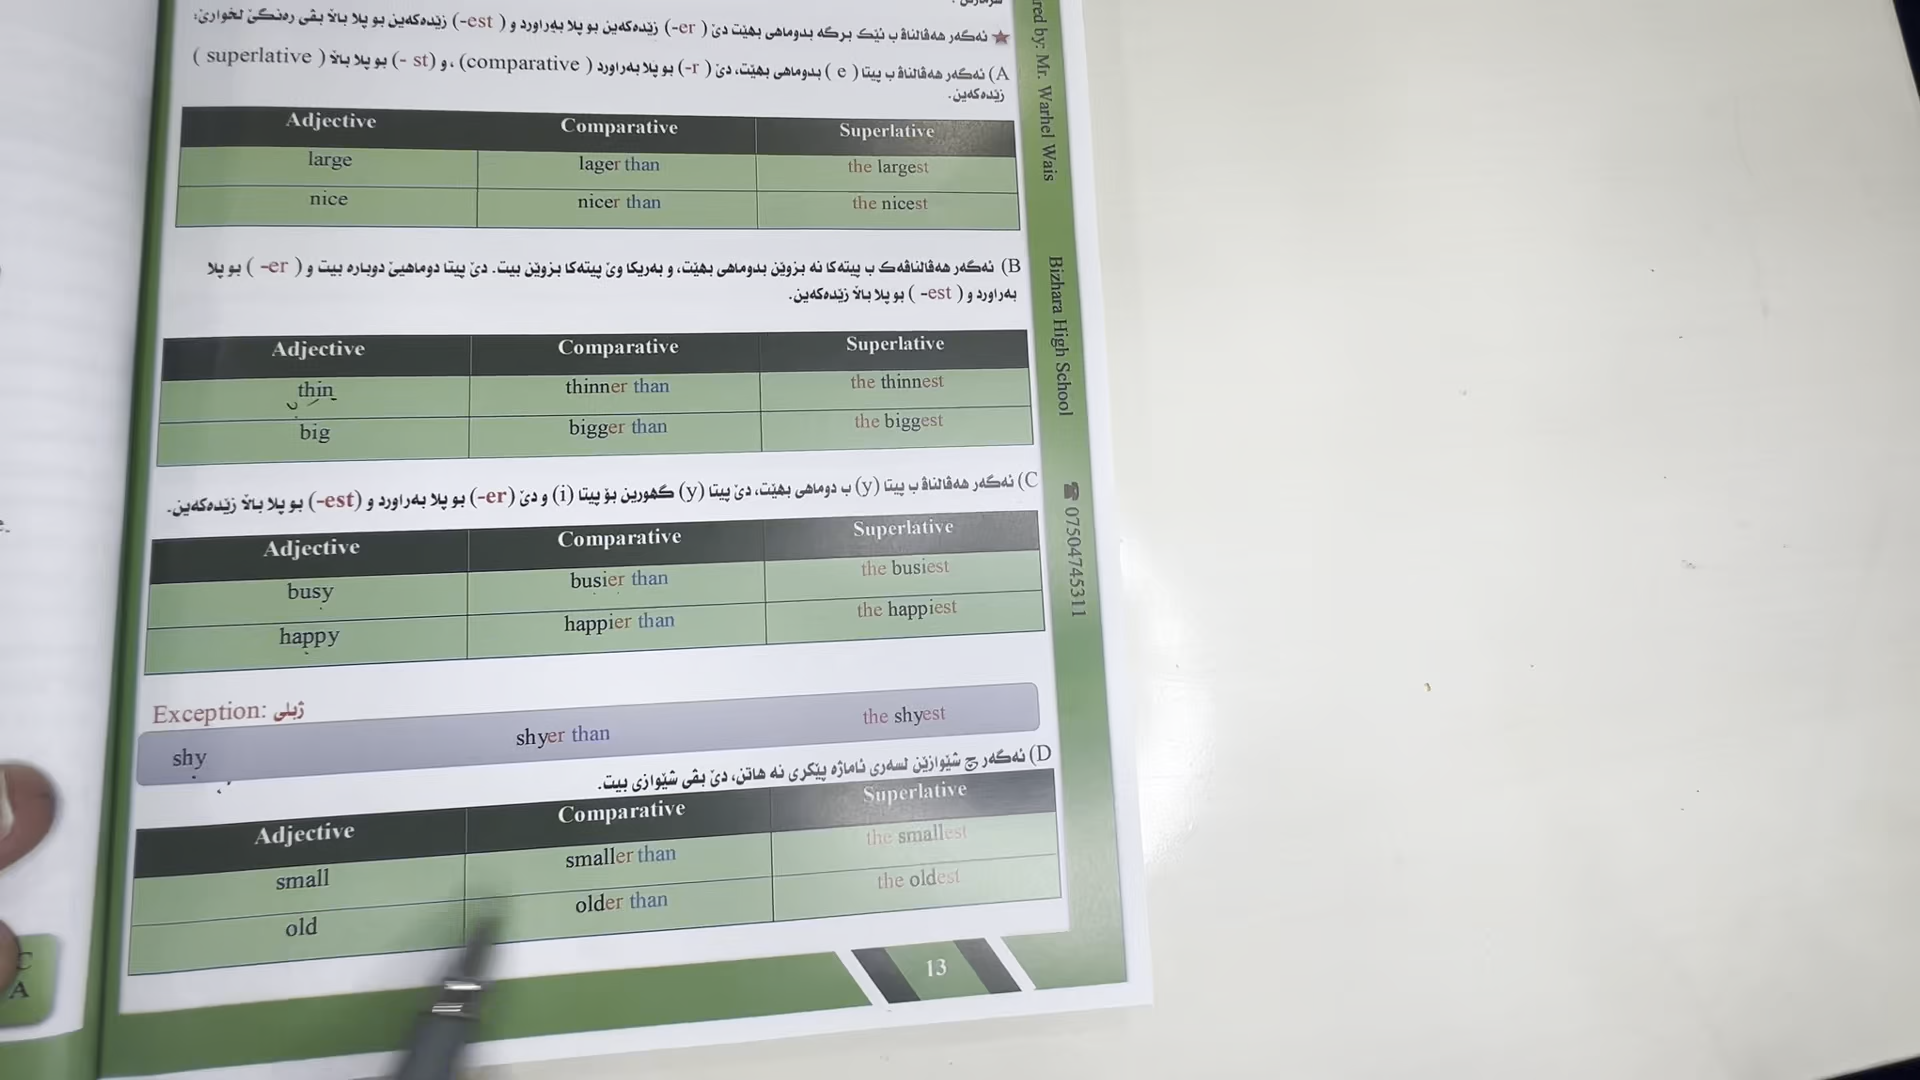 ★ ئەگەر هەڤالناڤ ب ئێک برگە بدوماهی بهێت دێ ( -er) زێدەکەین بو پلا بەراورد و ( -est) زێدەکەین بو پلا بالا بڤی رەنگێ لخوارێ:
A) ئەگەر هەڤالناڤ ب پیتا ( e ) بدوماهی بهێت، دێ ( -r) بو پلا بەراورد ( comparative) ، و (- st) بو پلا بالا ( superlative )
زێدەکەین.
Adjective Comparative Superlative
large lager than the largest
nice nicer than the nicest
B) ئەگەر هەڤالناڤەک ب پیتەکا نە بزوێن بدوماهی بهێت، و بەریکا وێ پیتەکا بزوێن بیت. دێ پیتا دوماهیێ دوبارە بیت و ( -er ) بو پلا
بەراورد و ( -est ) بو پلا بالا زێدەکەین.
Adjective Comparative Superlative
thin thinner than the thinnest
big bigger than the biggest
C) ئەگەر هەڤالناڤ ب پیتا (y) ب دوماهی بهێت، دێ پیتا (y) گهورین بۆ پیتا (i) و دێ (-er) بو پلا بەراورد و (-est) بو پلا بالا زێدەکەین.
Adjective Comparative Superlative
busy busier than the busiest
happy happier than the happiest
Exception: ژبلی
shy shyer than the shyest
D) ئەگەر چ شێوازێن لسەری ئاماژە پێکری نە هاتن، دێ بڤی شێوازی بیت.
Adjective Comparative Superlative
small smaller than the smallest
old older than the oldest
13
red by: Mr. Warhel Wais
Bizhara High School
☎ 07504745311
C
A